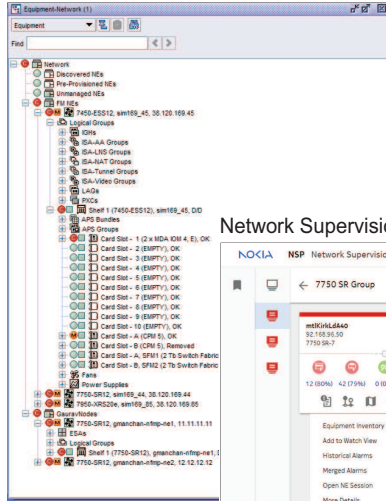 Equipment-Network (1)
Equipment
Find
Network
Discovered NEs
Pre-Provisioned NEs
Unmanaged NEs
FM NEs
7450-ESS12, sim169_45, 38.120.169.45
Logical Groups
IGHs
ISA-AA Groups
ISA-LNS Groups
ISA-NAT Groups
ISA-Tunnel Groups
ISA-Video Groups
LAGs
PXCs
Shelf 1 (7450-ESS12), sim169_45, D/D
APS Bundles
APS Groups
Card Slot - 1 (2 x MDA IOM 4, E), OK
Card Slot - 2 (EMPTY), OK
Card Slot - 3 (EMPTY), OK
Card Slot - 4 (EMPTY), OK
Card Slot - 5 (EMPTY), OK
Card Slot - 6 (EMPTY), OK
Card Slot - 7 (EMPTY), OK
Card Slot - 8 (EMPTY), OK
Card Slot - 9 (EMPTY), OK
Card Slot - 10 (EMPTY), OK
Card Slot - A (CPM 5), OK
Card Slot - B (CPM 5), Removed
Card Slot - A, SFM1 (2 Tb Switch Fabric
Card Slot - B, SFM2 (2 Tb Switch Fabric
Fans
Power Supplies
7750-SR12, sim169_44, 38.120.169.44
7950-XRS20e, sim169_85, 38.120.169.85
GauravNodes
7750-SR12, gmanchan-nfmp-ne1, 11.11.11.11
ESAs
Logical Groups
Shelf 1 (7750-SR12), gmanchan-nfmp-ne1, D
7750-SR12, gmanchan-nfmp-ne2, 12.12.12.12
Network Supervisio
NOKIA NSP Network Supervision
7750 SR Group
mtlKirkLdA40
92.168.96.50
7750 SR-7
12 (80%) 42 (79%) 0 (0
Equipment Inventory
Add to Watch View
Historical Alarms
Merged Alarms
Open NE Session
More Details